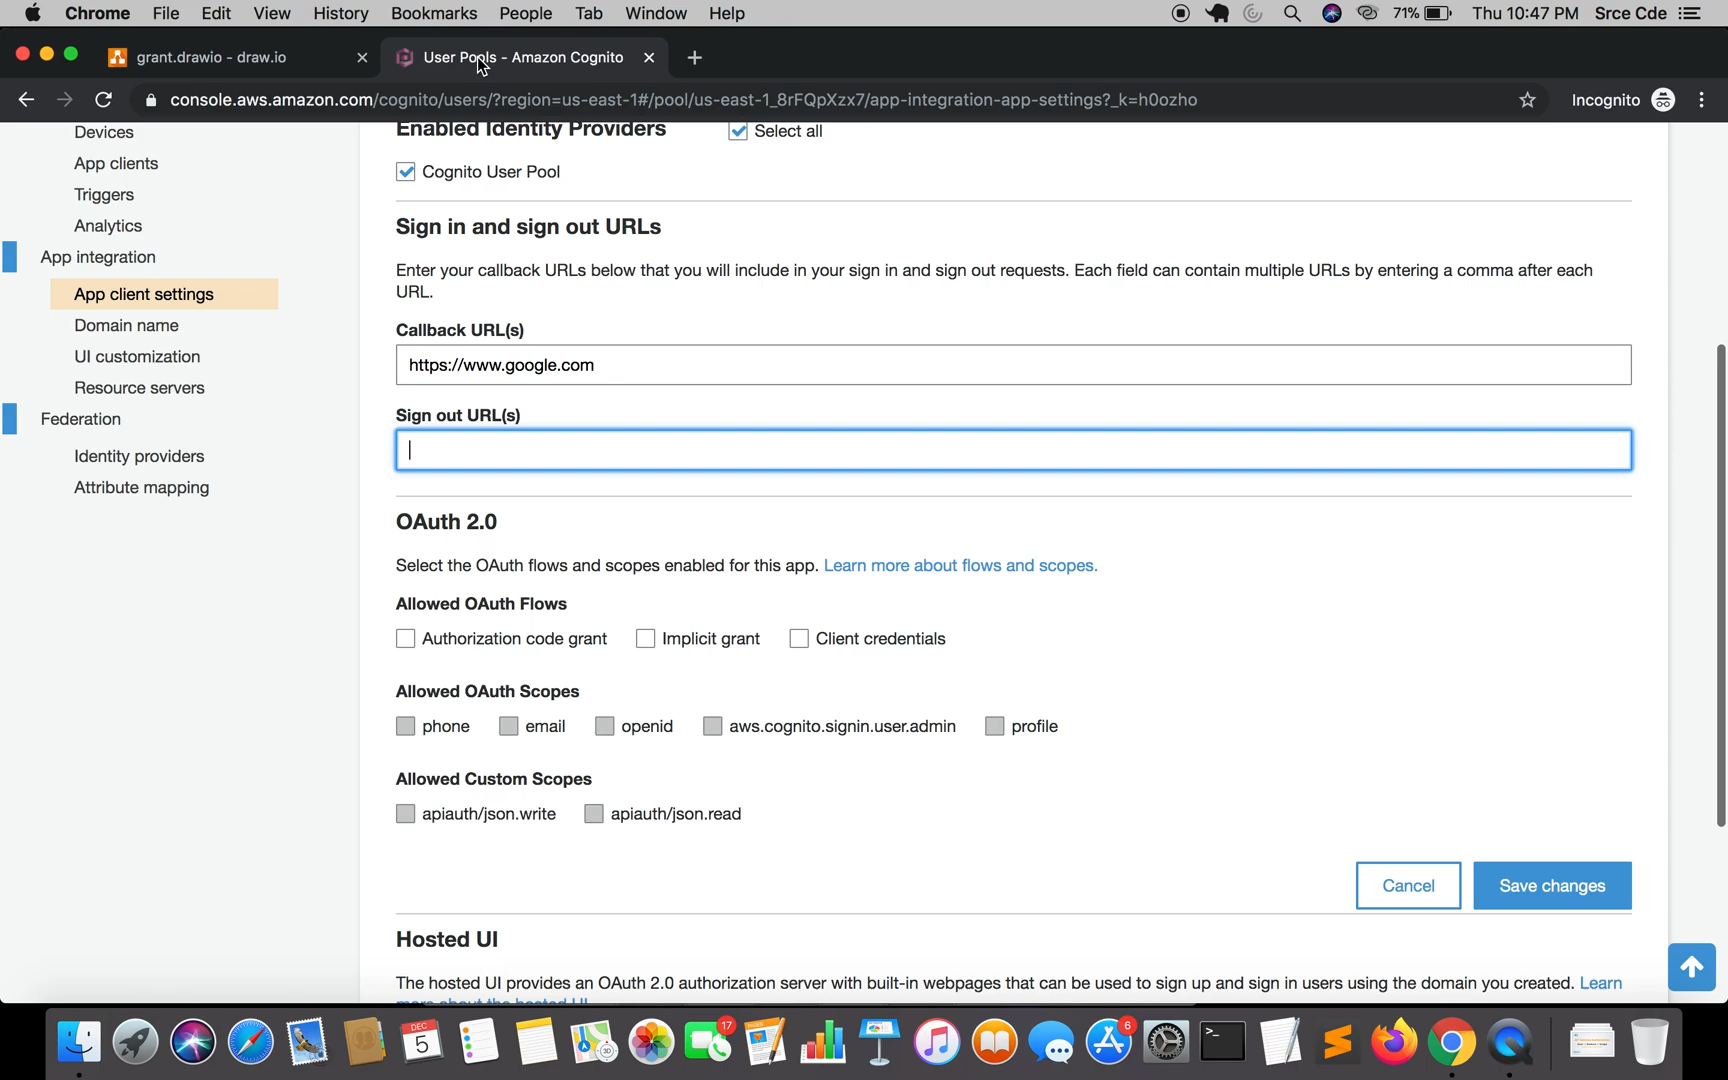 Chrome File Edit View History Bookmarks People Tab Window Help 71% Thu 10:47 PM Srce Cde
grant.drawio - draw.io User Pools - Amazon Cognito
console.aws.amazon.com/cognito/users/?region=us-east-1#/pool/us-east-1_8rFQpXzx7/app-integration-app-settings?_k=h0ozho Incognito
Devices
App clients
Triggers
Analytics
App integration
App client settings
Domain name
UI customization
Resource servers
Federation
Identity providers
Attribute mapping
Enabled Identity Providers Select all
Cognito User Pool
Sign in and sign out URLs
Enter your callback URLs below that you will include in your sign in and sign out requests. Each field can contain multiple URLs by entering a comma after each
URL.
Callback URL(s)
https://www.google.com
Sign out URL(s)
OAuth 2.0
Select the OAuth flows and scopes enabled for this app. Learn more about flows and scopes.
Allowed OAuth Flows
Authorization code grant Implicit grant Client credentials
Allowed OAuth Scopes
phone email openid aws.cognito.signin.user.admin profile
Allowed Custom Scopes
apiauth/json.write apiauth/json.read
Cancel Save changes
Hosted UI
The hosted UI provides an OAuth 2.0 authorization server with built-in webpages that can be used to sign up and sign in users using the domain you created. Learn
more about the hosted UI
DEC
5
17
6